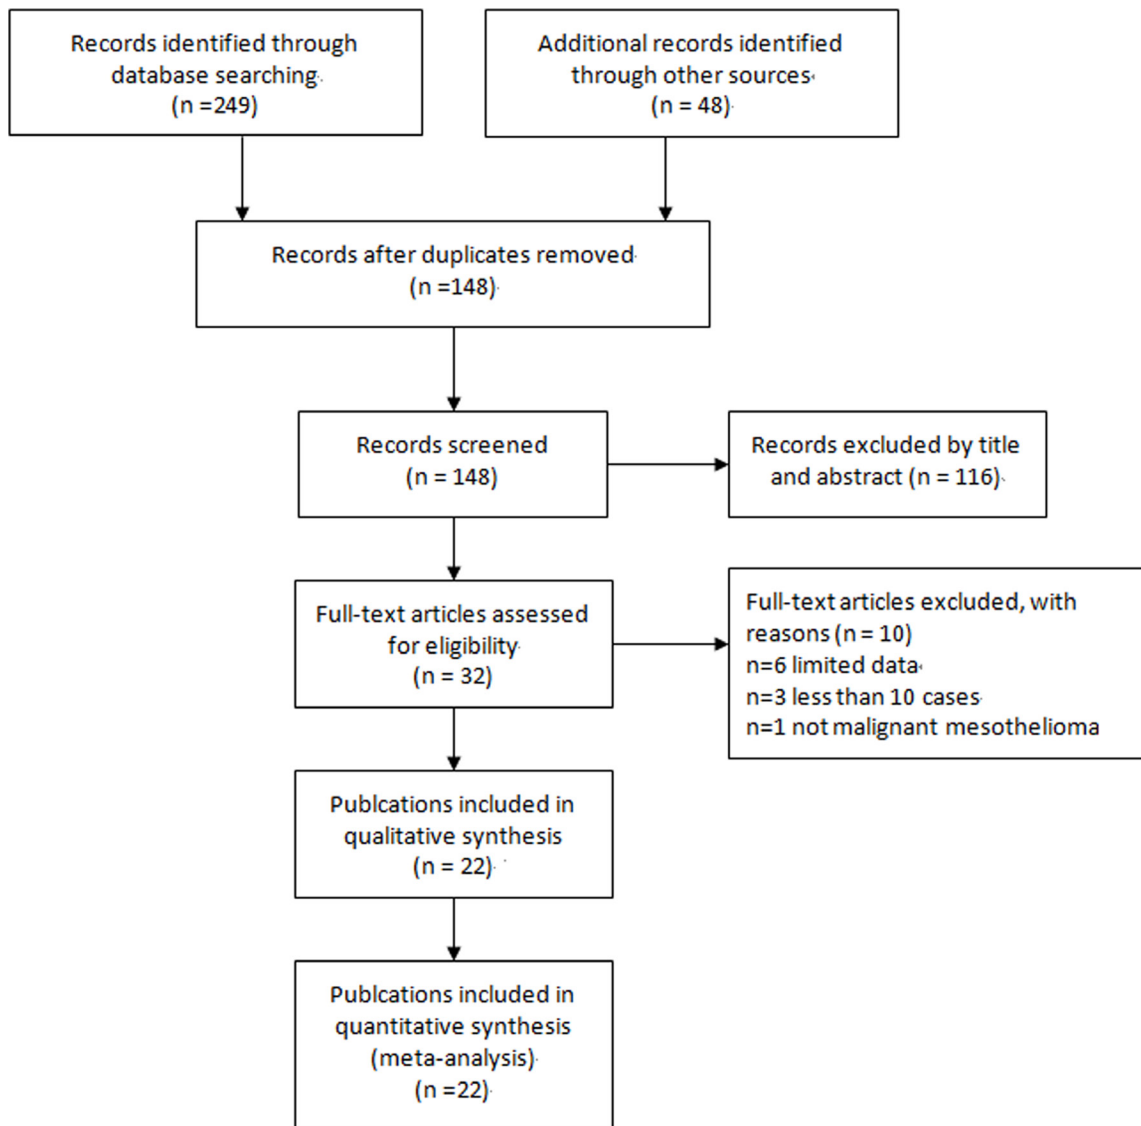 Records identified through
database searching
(n =249)
Additional records identified
through other sources
(n = 48)
Records after duplicates removed
(n =148)
Records screened
(n = 148)
Records excluded by title
and abstract (n = 116)
Full-text articles assessed
for eligibility
(n = 32)
Full-text articles excluded, with
reasons (n = 10)
n=6 limited data
n=3 less than 10 cases
n=1 not malignant mesothelioma
Publcations included in
qualitative synthesis
(n = 22)
Publcations included in
quantitative synthesis
(meta-analysis)
(n =22)